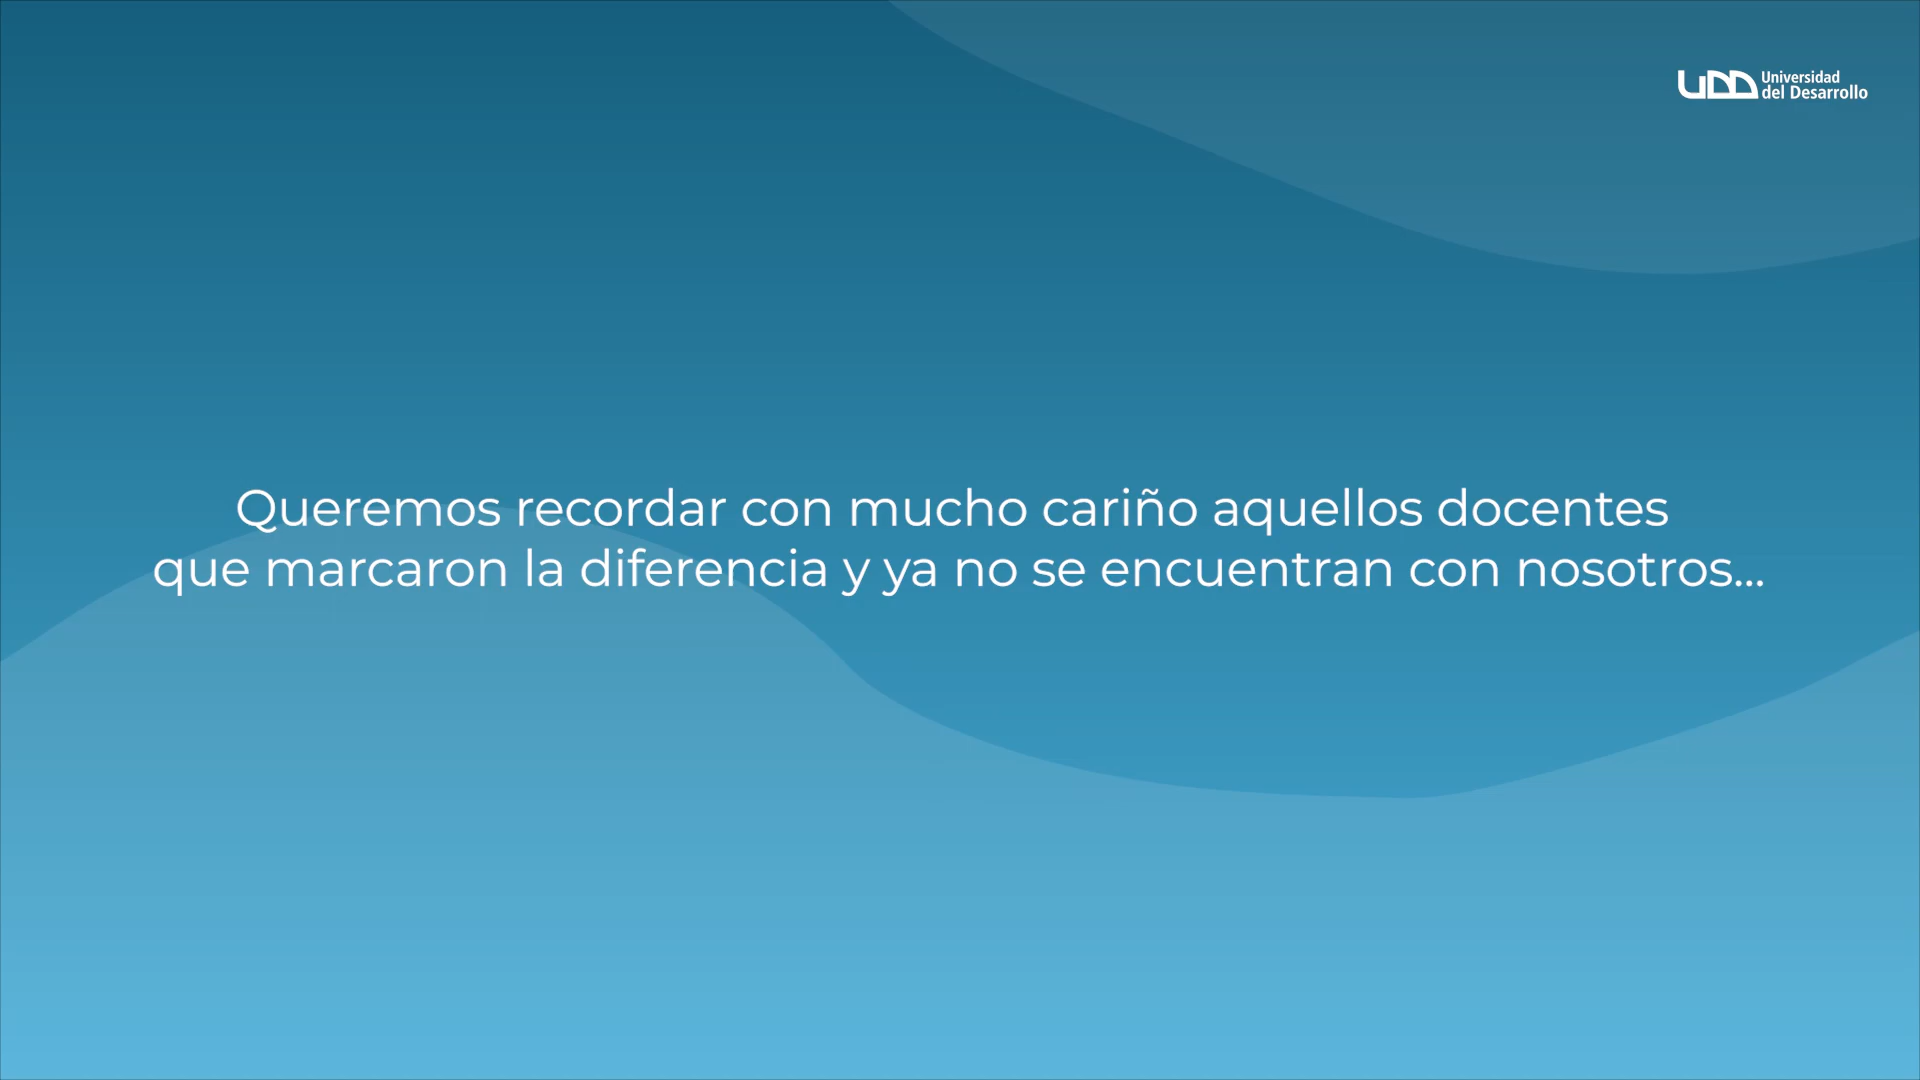 UDD Universidad
del Desarrollo
Queremos recordar con mucho cariño aquellos docentes
que marcaron la diferencia y ya no se encuentran con nosotros...